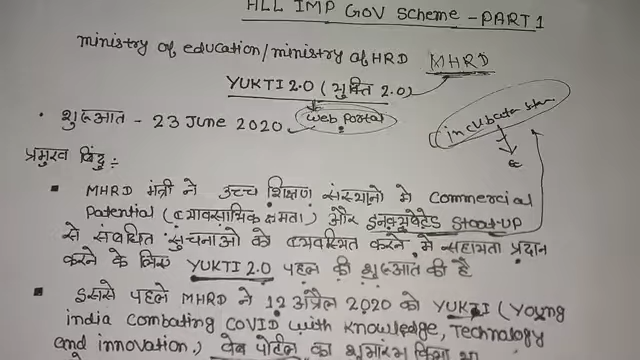 ALL IMP GOV Scheme - PART 1
ministry of education/ministry of HRD MHRD
YUKTI 2.0 (युक्ति 2.0)
• शुरूआत - 23 June 2020 web Portal
incubated
प्रमुख बिंदु :
▪ MHRD मंत्री ने उच्च शिक्षण संस्थानो मे Commercial
Potential (व्यावसायिक क्षमता) और इनक्यूबेटेड Start-UP
से संबंधित सुचनाओ को व्यवस्थित करने मे सहायता प्रदान
करने के लिए YUKTI 2.0 पहल की शुरूआत की है
▪ इससे पहले MHRD ने 12 अप्रैल 2020 को YUKTI (Young
india Combating COVID with Knowledge, Technology
and innovation.) वेब पोर्टल का शुभारंभ किया था